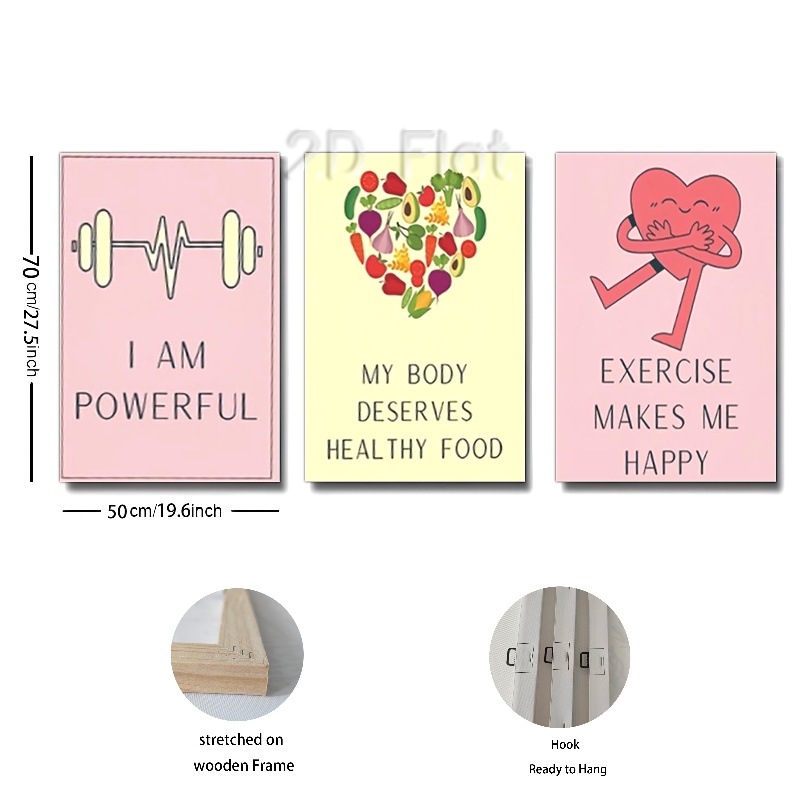 2D Flat
70cm/27.5inch
I AM
POWERFUL
MY BODY
DESERVES
HEALTHY FOOD
EXERCISE
MAKES ME
HAPPY
50cm/19.6inch
stretched on
wooden Frame
Hook
Ready to Hang